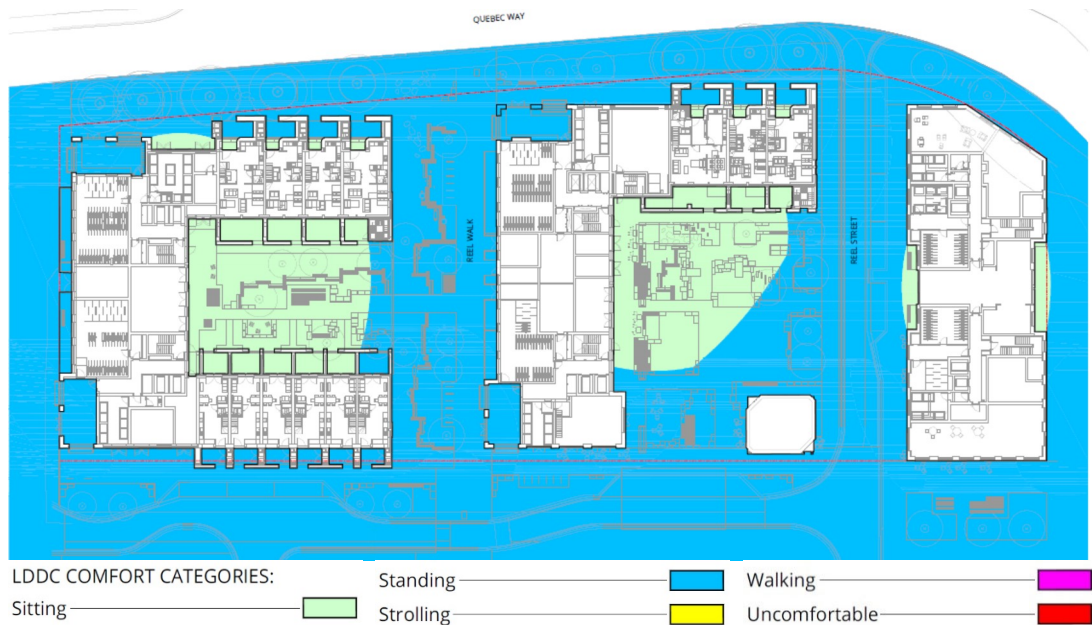 QUEBEC WAY
REEL WALK
REEL STREET
LDDC COMFORT CATEGORIES:
Sitting
Standing
Strolling
Walking
Uncomfortable